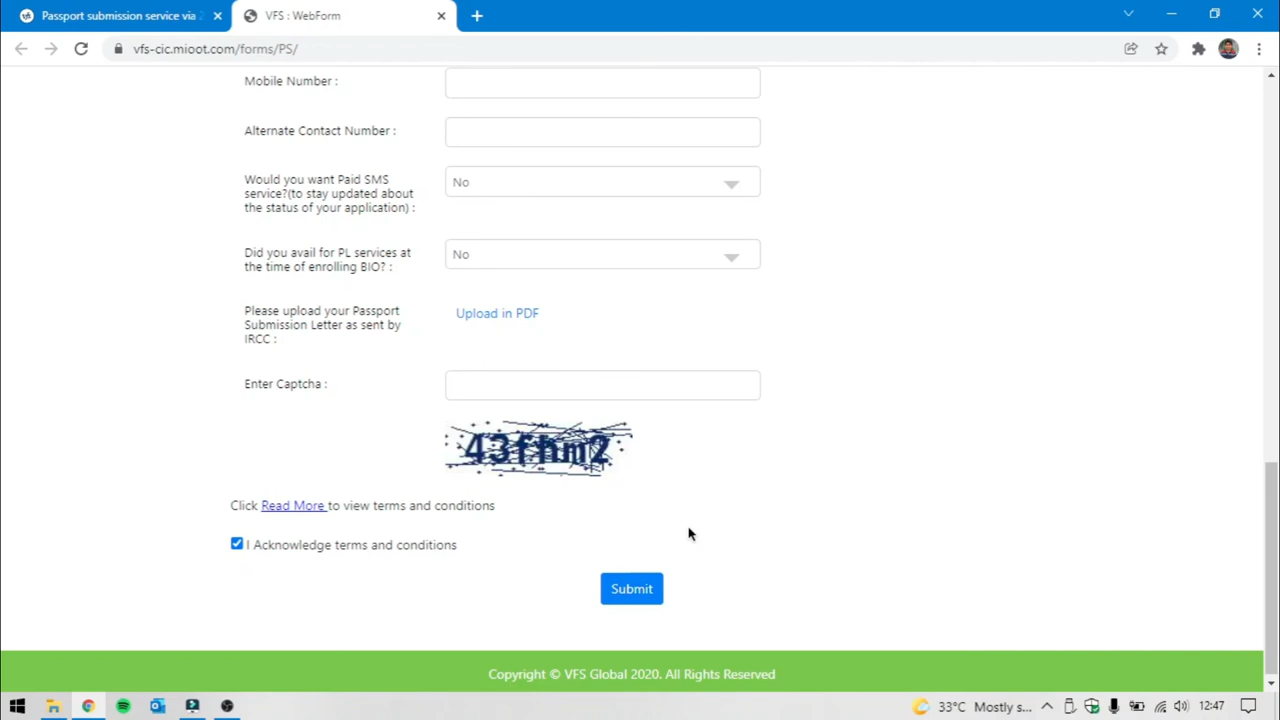 Passport submission service via
VFS : WebForm
vfs-cic.mioot.com/forms/PS/
Mobile Number :
Alternate Contact Number :
Would you want Paid SMS
service?(to stay updated about
the status of your application) :
No
Did you avail for PL services at
the time of enrolling BIO? :
No
Please upload your Passport
Submission Letter as sent by
IRCC :
Upload in PDF
Enter Captcha :
43fhm2
Click Read More to view terms and conditions
I Acknowledge terms and conditions
Submit
Copyright © VFS Global 2020. All Rights Reserved
33°C Mostly s...
12:47